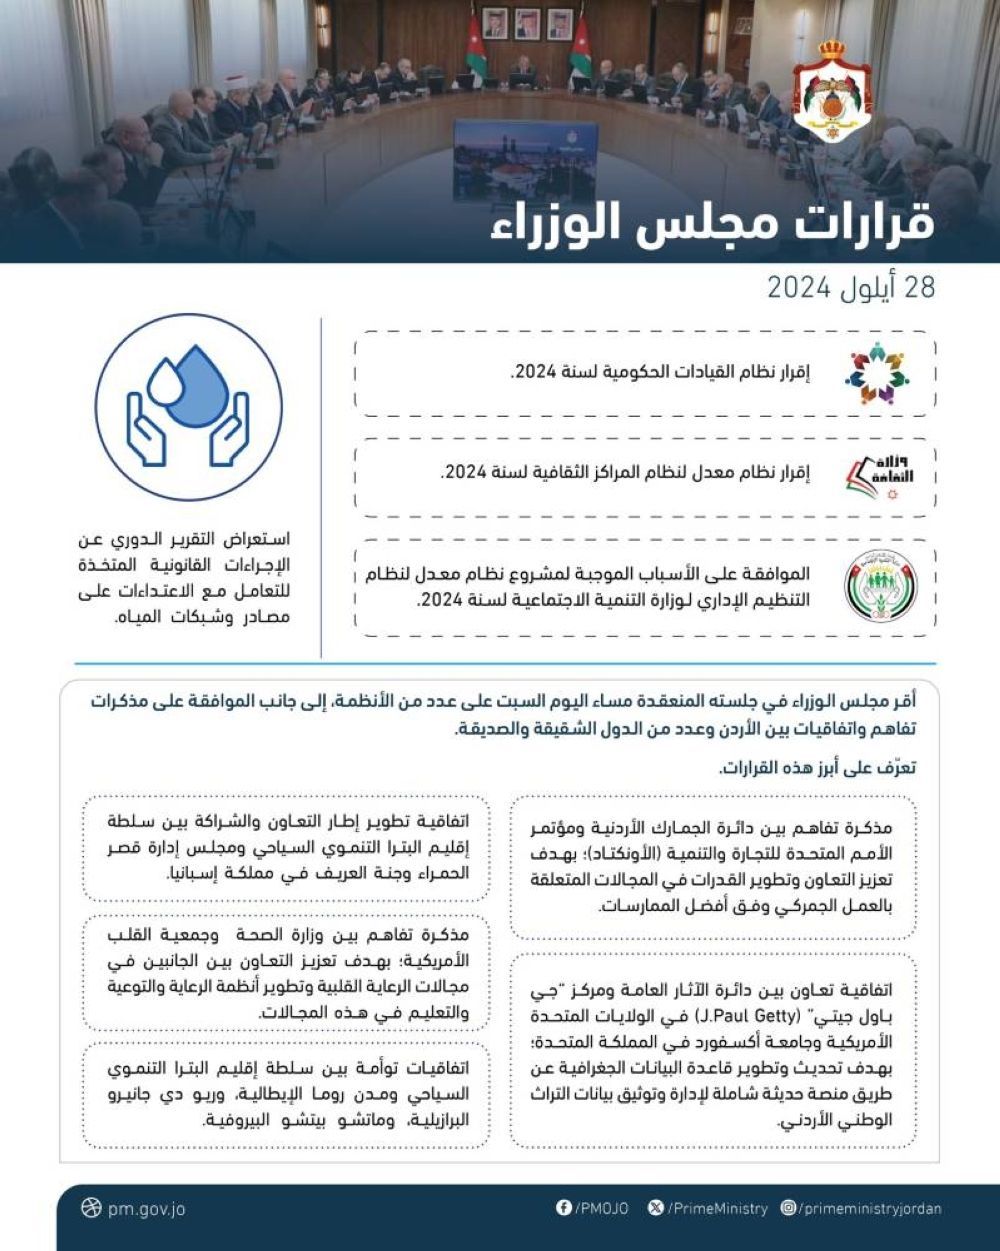 قرارات مجلس الوزراء
28 أيلول 2024
إقرار نظام القيادات الحكومية لسنة 2024.
وزارة
الثقافة
إقرار نظام معدل لنظام المراكز الثقافية لسنة 2024.
الموافقة على الأسباب الموجبة لمشروع نظام معدل لنظام
التنظيم الإداري لوزارة التنمية الاجتماعية لسنة 2024.
استعراض التقرير الدوري عن
الإجراءات القانونية المتخذة
للتعامل مع الاعتداءات على
مصادر وشبكات المياه.
أقر مجلس الوزراء في جلسته المنعقدة مساء اليوم السبت على عدد من الأنظمة، إلى جانب الموافقة على مذكرات
تفاهم واتفاقيات بين الأردن وعدد من الدول الشقيقة والصديقة.
تعرّف على أبرز هذه القرارات.
مذكرة تفاهم بين دائرة الجمارك الأردنية ومؤتمر
الأمم المتحدة للتجارة والتنمية (الأونكتاد)؛ بهدف
تعزيز التعاون وتطوير القدرات في المجالات المتعلقة
بالعمل الجمركي وفق أفضل الممارسات.
اتفاقية تعاون بين دائرة الآثار العامة ومركز "جي
باول جيتي" (J.Paul Getty) في الولايات المتحدة
الأمريكية وجامعة أكسفورد في المملكة المتحدة؛
بهدف تحديث وتطوير قاعدة البيانات الجغرافية عن
طريق منصة حديثة شاملة لإدارة وتوثيق بيانات التراث
الوطني الأردني.
اتفاقية تطوير إطار التعاون والشراكة بين سلطة
إقليم البترا التنموي السياحي ومجلس إدارة قصر
الحمراء وجنة العريف في مملكة إسبانيا.
مذكرة تفاهم بين وزارة الصحة وجمعية القلب
الأمريكية؛ بهدف تعزيز التعاون بين الجانبين في
مجالات الرعاية القلبية وتطوير أنظمة الرعاية والتوعية
والتعليم في هذه المجالات.
اتفاقيات توأمة بين سلطة إقليم البترا التنموي
السياحي ومدن روما الإيطالية، وريو دي جانيرو
البرازيلية، وماتشو بيتشو البيروفية.
pm.gov.jo
/PMOJO
/PrimeMinistry
/primeministryjordan